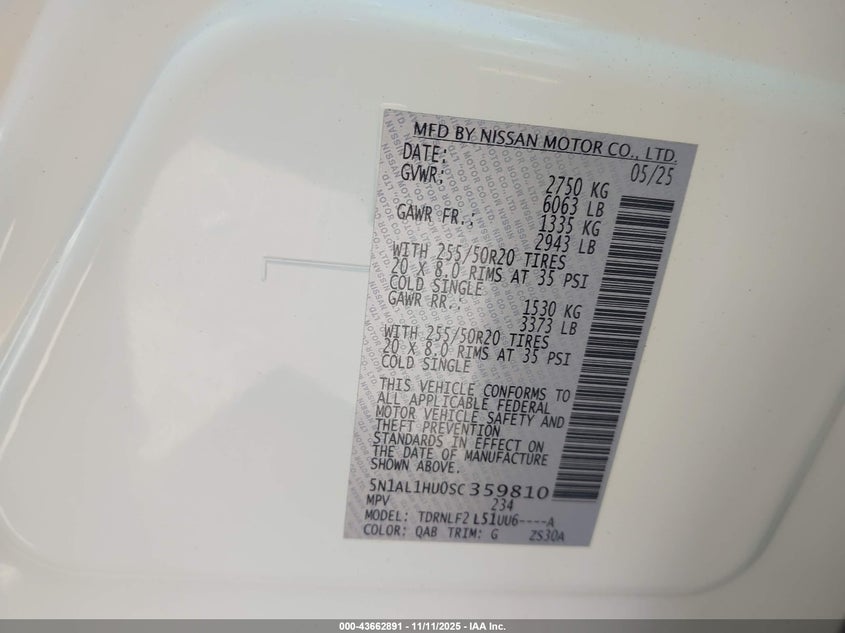 MFD BY NISSAN MOTOR CO., LTD.
DATE: 05/25
GVWR: 2750 KG
6063 LB
GAWR FR.: 1335 KG
2943 LB
WITH 255/50R20 TIRES
20 X 8.0 RIMS AT 35 PSI
COLD SINGLE
GAWR RR.: 1530 KG
3373 LB
WITH 255/50R20 TIRES
20 X 8.0 RIMS AT 35 PSI
COLD SINGLE
THIS VEHICLE CONFORMS TO
ALL APPLICABLE FEDERAL
MOTOR VEHICLE SAFETY AND
THEFT PREVENTION
STANDARDS IN EFFECT ON
THE DATE OF MANUFACTURE
SHOWN ABOVE.
5N1AL1HU0SC359810
MPV 234
MODEL: TDRNLF2 L51UU6----A
COLOR: QAB TRIM: G ZS30A
000-43662891 - 11/11/2025 - IAA Inc.